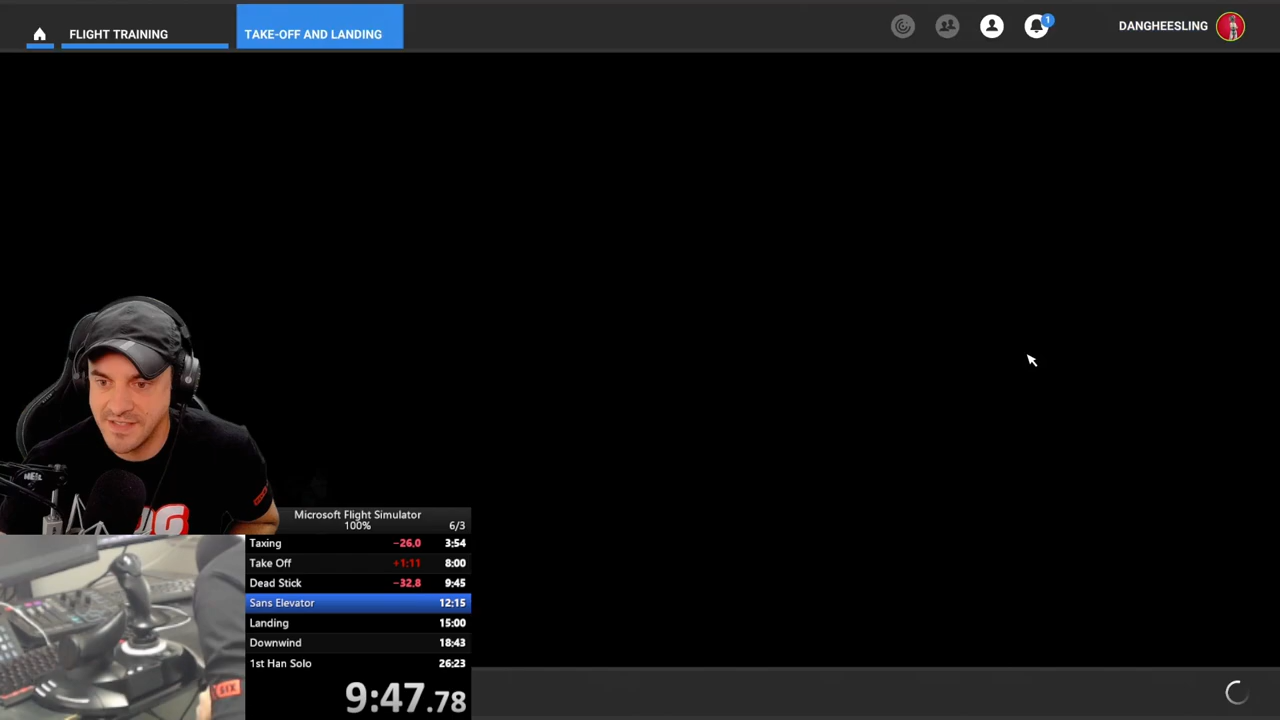 FLIGHT TRAINING
TAKE-OFF AND LANDING
1
DANGHEESLING
Microsoft Flight Simulator
100% 6/3
Taxing −26.0 3:54
Take Off +1:11 8:00
Dead Stick −32.8 9:45
Sans Elevator 12:15
Landing 15:00
Downwind 18:43
1st Han Solo 26:23
9:47.78
SIX